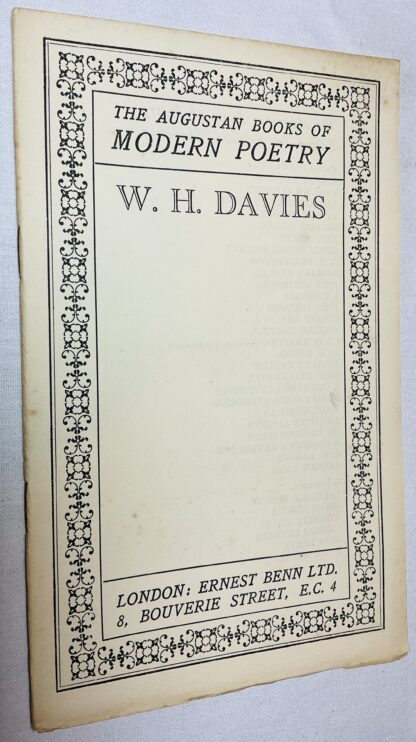 THE AUGUSTAN BOOKS OF
MODERN POETRY
W. H. DAVIES
LONDON: ERNEST BENN LTD.
8, BOUVERIE STREET, E.C. 4